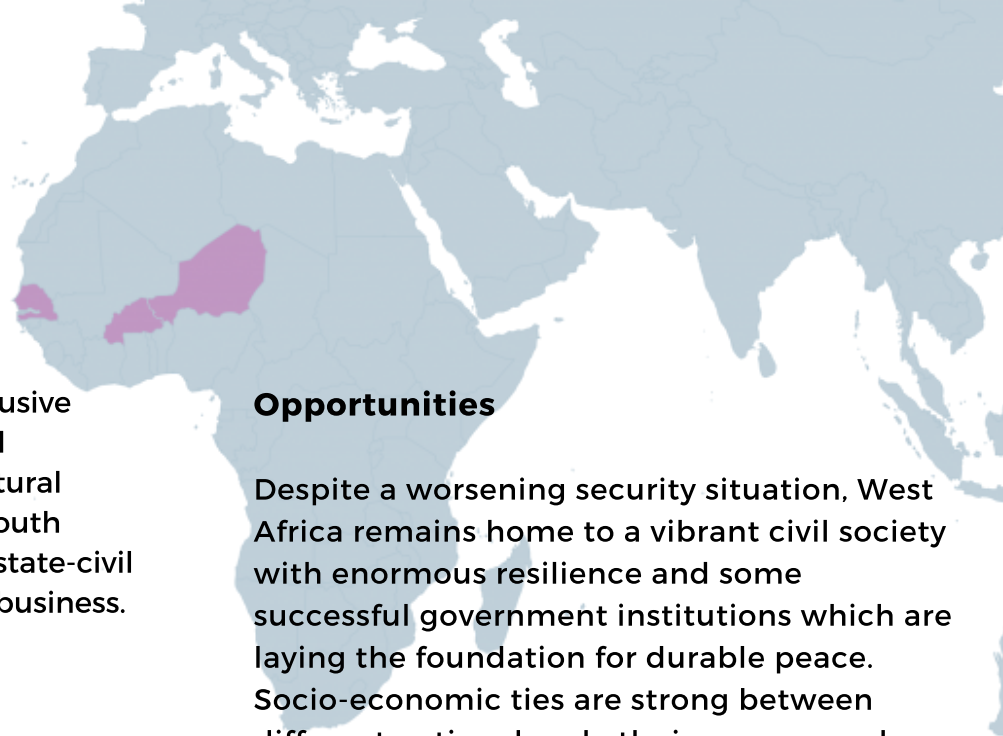 usive
tural
outh
state-civil
business.
Opportunities
Despite a worsening security situation, West
Africa remains home to a vibrant civil society
with enormous resilience and some
successful government institutions which are
laying the foundation for durable peace.
Socio-economic ties are strong between